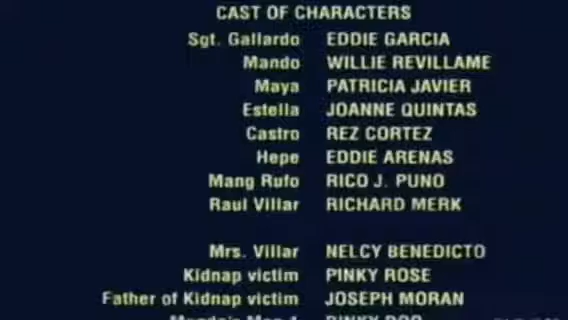 CAST OF CHARACTERS
Sgt. Gallardo EDDIE GARCIA
Mando WILLIE REVILLAME
Maya PATRICIA JAVIER
Estella JOANNE QUINTAS
Castro REZ CORTEZ
Hepe EDDIE ARENAS
Mang Rufo RICO J. PUNO
Raul Villar RICHARD MERK
Mrs. Villar NELCY BENEDICTO
Kidnap victim PINKY ROSE
Father of Kidnap victim JOSEPH MORAN